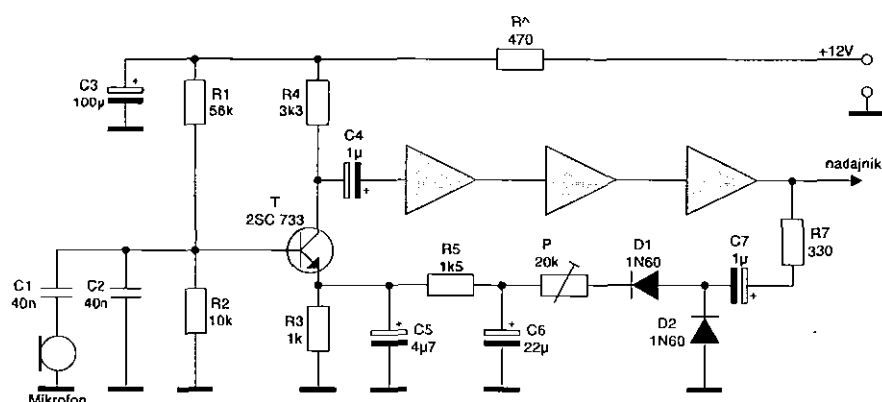 R^
470
+12V
C3
100µ
R1
56k
R4
3k3
C4
1µ
nadajnik
T
2SC 733
R7
330
C1
40n
C2
40n
R2
10k
R3
1k
R5
1k5
P
20k
D1
1N60
C7
1µ
C5
4µ7
C6
22µ
D2
1N60
Mikrofon